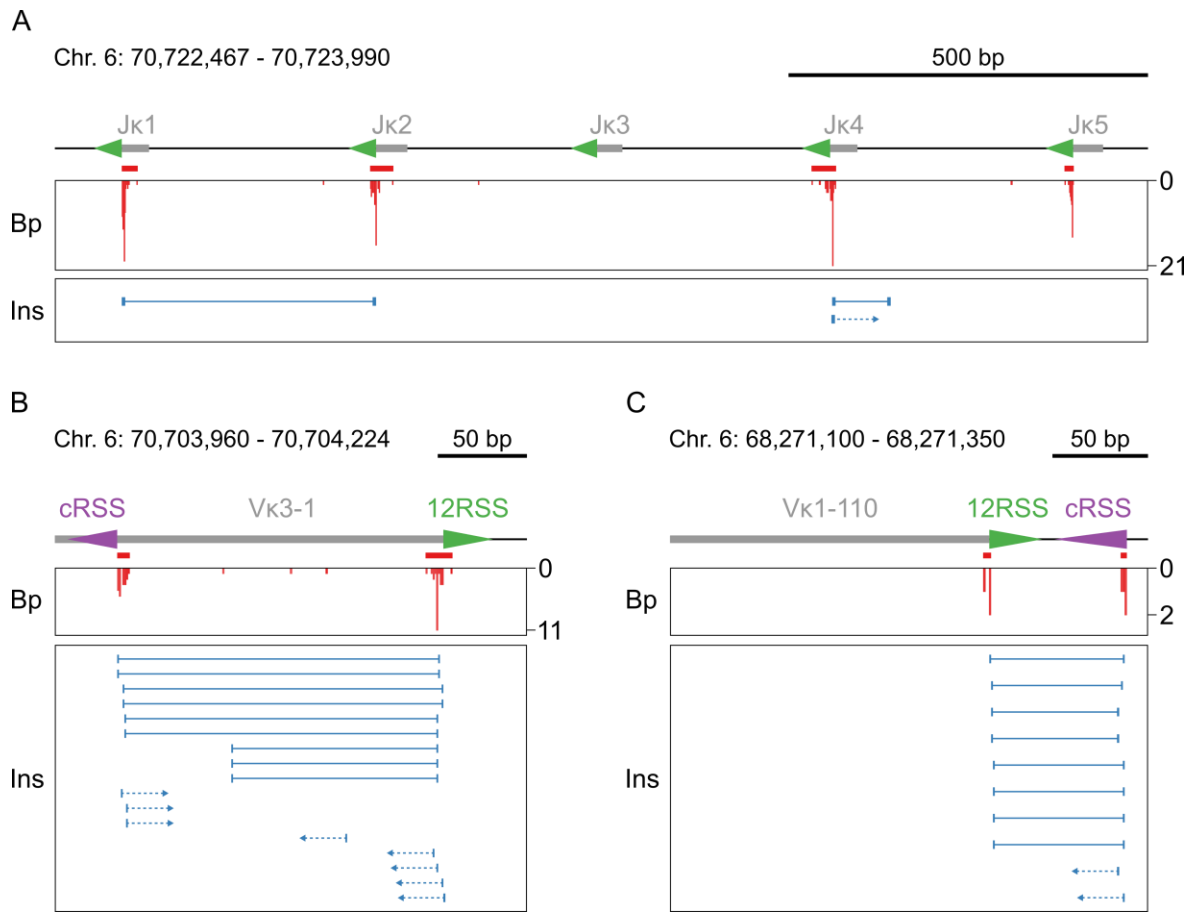 A
Chr. 6: 70,722,467 - 70,723,990
500 bp
Jκ1 Jκ2 Jκ3 Jκ4 Jκ5
0
Bp
21
Ins
B
Chr. 6: 70,703,960 - 70,704,224 50 bp
cRSS Vκ3-1 12RSS
0
Bp
11
Ins
C
Chr. 6: 68,271,100 - 68,271,350 50 bp
Vκ1-110 12RSS cRSS
0
Bp
2
Ins